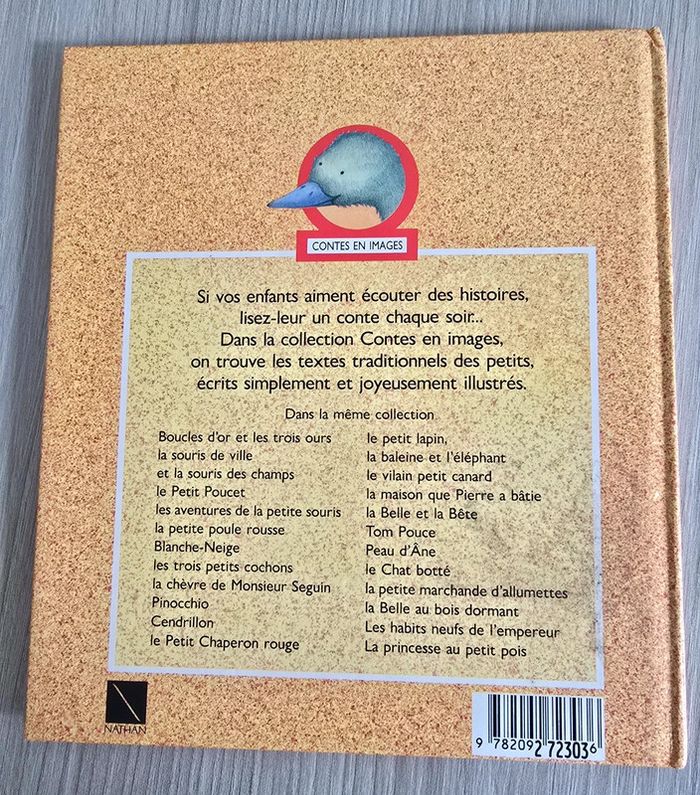 CONTES EN IMAGES
Si vos enfants aiment écouter des histoires,
lisez-leur un conte chaque soir...
Dans la collection Contes en images,
on trouve les textes traditionnels des petits,
écrits simplement et joyeusement illustrés.
Dans la même collection
Boucles d'or et les trois ours
la souris de ville
et la souris des champs
le Petit Poucet
les aventures de la petite souris
la petite poule rousse
Blanche-Neige
les trois petits cochons
la chèvre de Monsieur Seguin
Pinocchio
Cendrillon
le Petit Chaperon rouge
le petit lapin,
la baleine et l'éléphant
le vilain petit canard
la maison que Pierre a bâtie
la Belle et la Bête
Tom Pouce
Peau d'Âne
le Chat botté
la petite marchande d'allumettes
la Belle au bois dormant
Les habits neufs de l'empereur
La princesse au petit pois
NATHAN
9 782092 723036